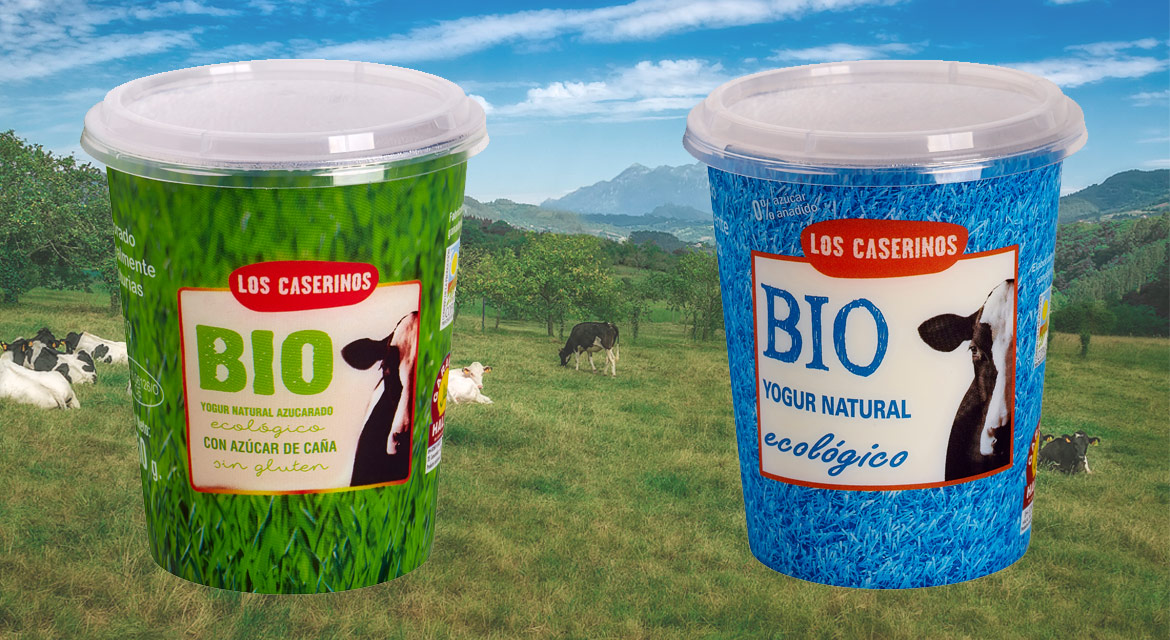 LOS CASERINOS
BIO
YOGUR NATURAL AZUCARADO
ecológico
CON AZÚCAR DE CAÑA
sin gluten
0% azúcar
añadido
LOS CASERINOS
BIO
YOGUR NATURAL
ecológico